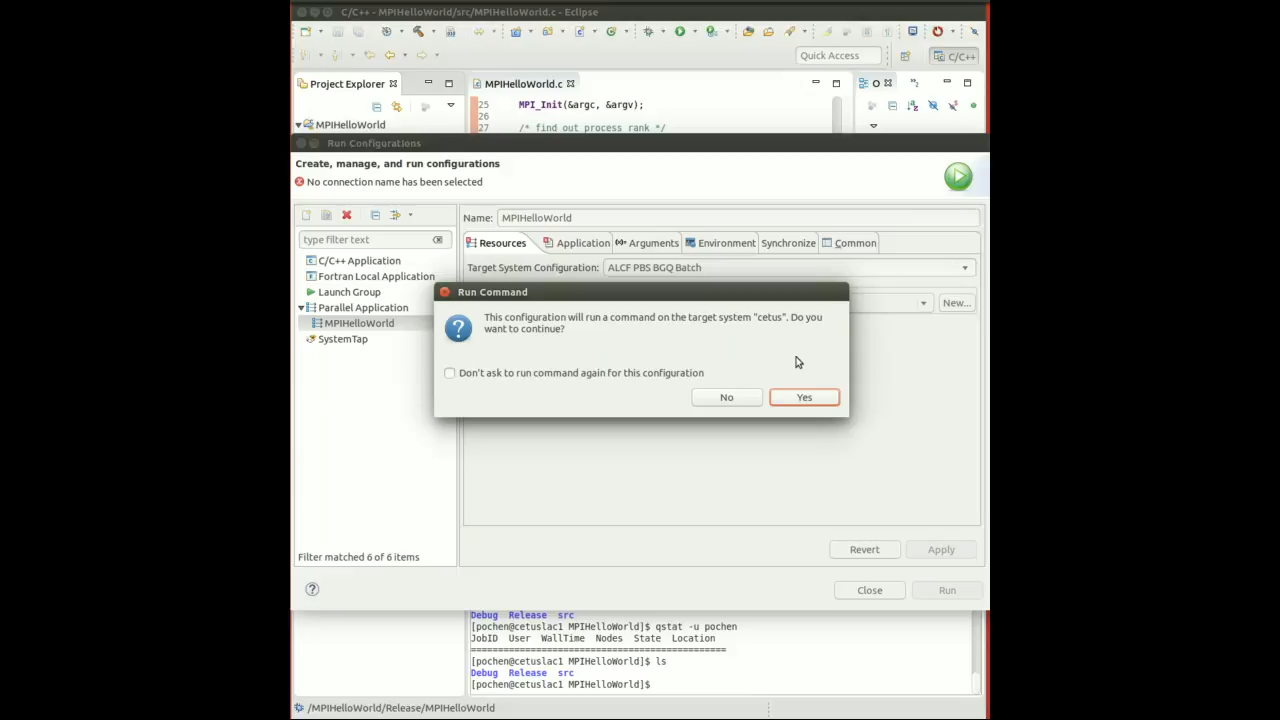 C/C++ - MPIHelloWorld/src/MPIHelloWorld.c - Eclipse
Quick Access
C/C++
Project Explorer
MPIHelloWorld.c
O
25 MPI_Init(&argc, &argv);
26
MPIHelloWorld
27 /* find out process rank */
Run Configurations
Create, manage, and run configurations
No connection name has been selected
Name: MPIHelloWorld
type filter text
Resources Application Arguments Environment Synchronize Common
C/C++ Application
Target System Configuration: ALCF PBS BGQ Batch
Fortran Local Application
Launch Group
Run Command
New...
Parallel Application
MPIHelloWorld
SystemTap
This configuration will run a command on the target system "cetus". Do you
want to continue?
Don't ask to run command again for this configuration
No Yes
Revert Apply
Filter matched 6 of 6 items
Close Run
Debug Release src
[pochen@cetuslac1 MPIHelloWorld]$ qstat -u pochen
JobID User WallTime Nodes State Location
================================================
[pochen@cetuslac1 MPIHelloWorld]$ ls
Debug Release src
[pochen@cetuslac1 MPIHelloWorld]$
/MPIHelloWorld/Release/MPIHelloWorld